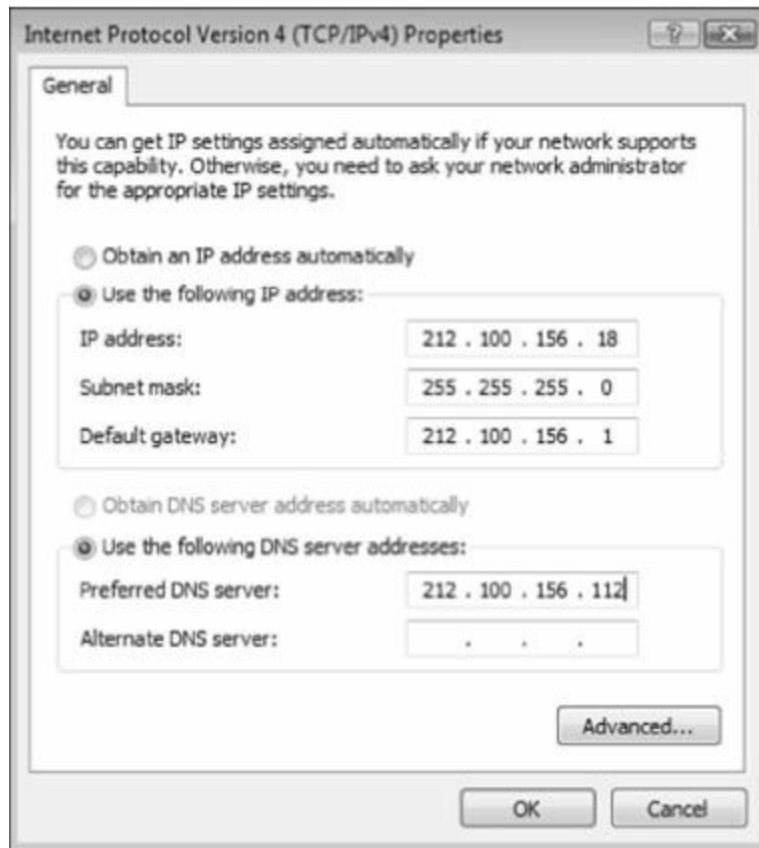 Internet Protocol Version 4 (TCP/IPv4) Properties
General
You can get IP settings assigned automatically if your network supports
this capability. Otherwise, you need to ask your network administrator
for the appropriate IP settings.
Obtain an IP address automatically
Use the following IP address:
IP address: 212 . 100 . 156 . 18
Subnet mask: 255 . 255 . 255 . 0
Default gateway: 212 . 100 . 156 . 1
Obtain DNS server address automatically
Use the following DNS server addresses:
Preferred DNS server: 212 . 100 . 156 . 112
Alternate DNS server: . . .
Advanced...
OK Cancel